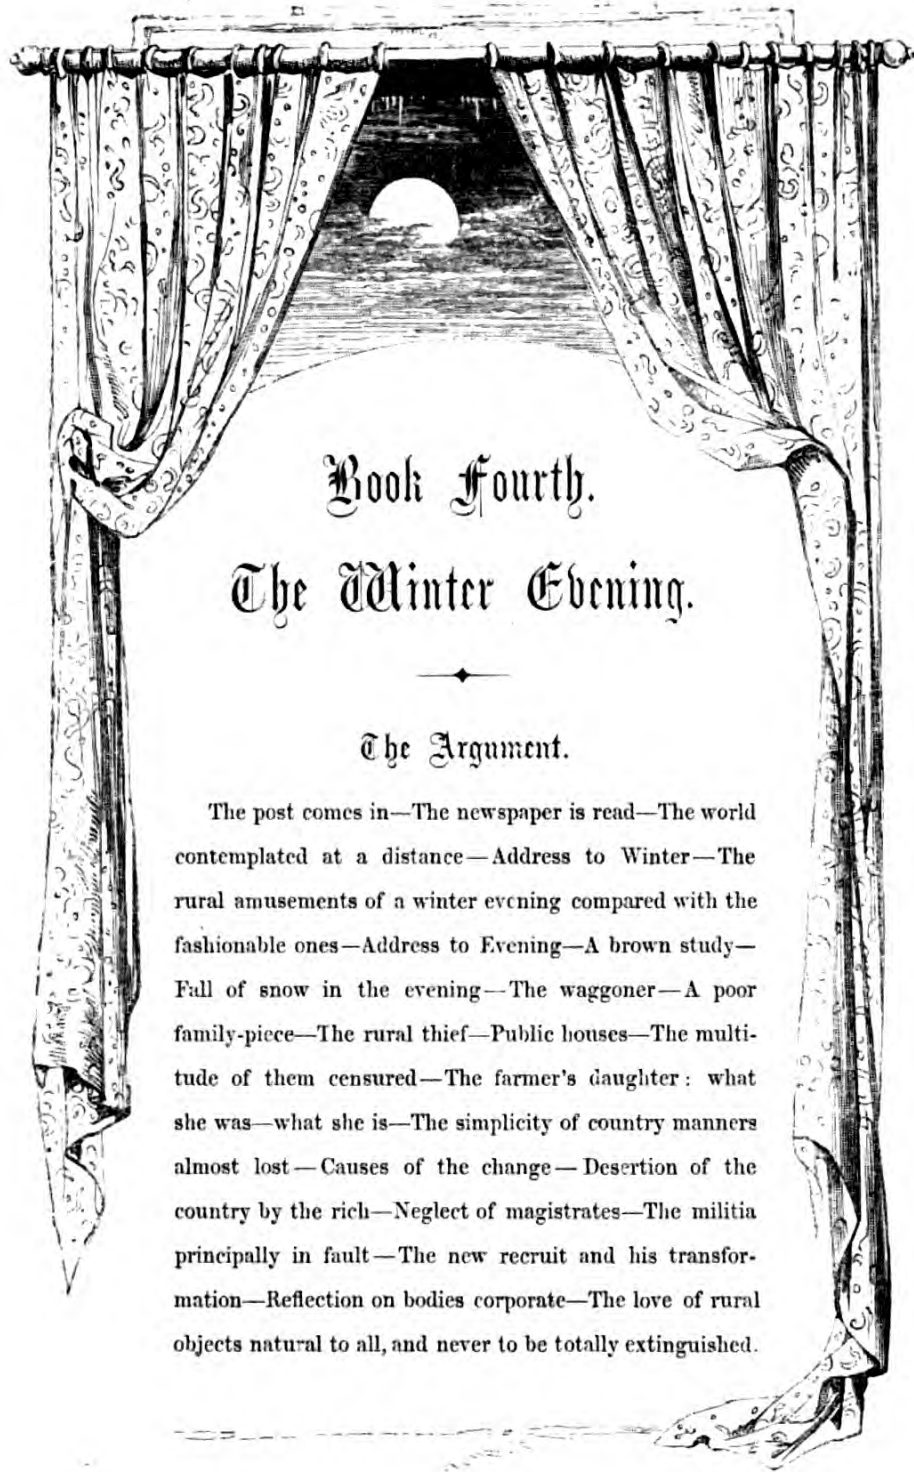 Book Fourth.
The Winter Evening.
The Argument.
The post comes in—The newspaper is read—The world
contemplated at a distance—Address to Winter—The
rural amusements of a winter evening compared with the
fashionable ones—Address to Evening—A brown study—
Fall of snow in the evening—The waggoner—A poor
family-piece—The rural thief—Public houses—The multi-
tude of them censured—The farmer's daughter: what
she was—what she is—The simplicity of country manners
almost lost—Causes of the change—Desertion of the
country by the rich—Neglect of magistrates—The militia
principally in fault—The new recruit and his transfor-
mation—Reflection on bodies corporate—The love of rural
objects natural to all, and never to be totally extinguished.